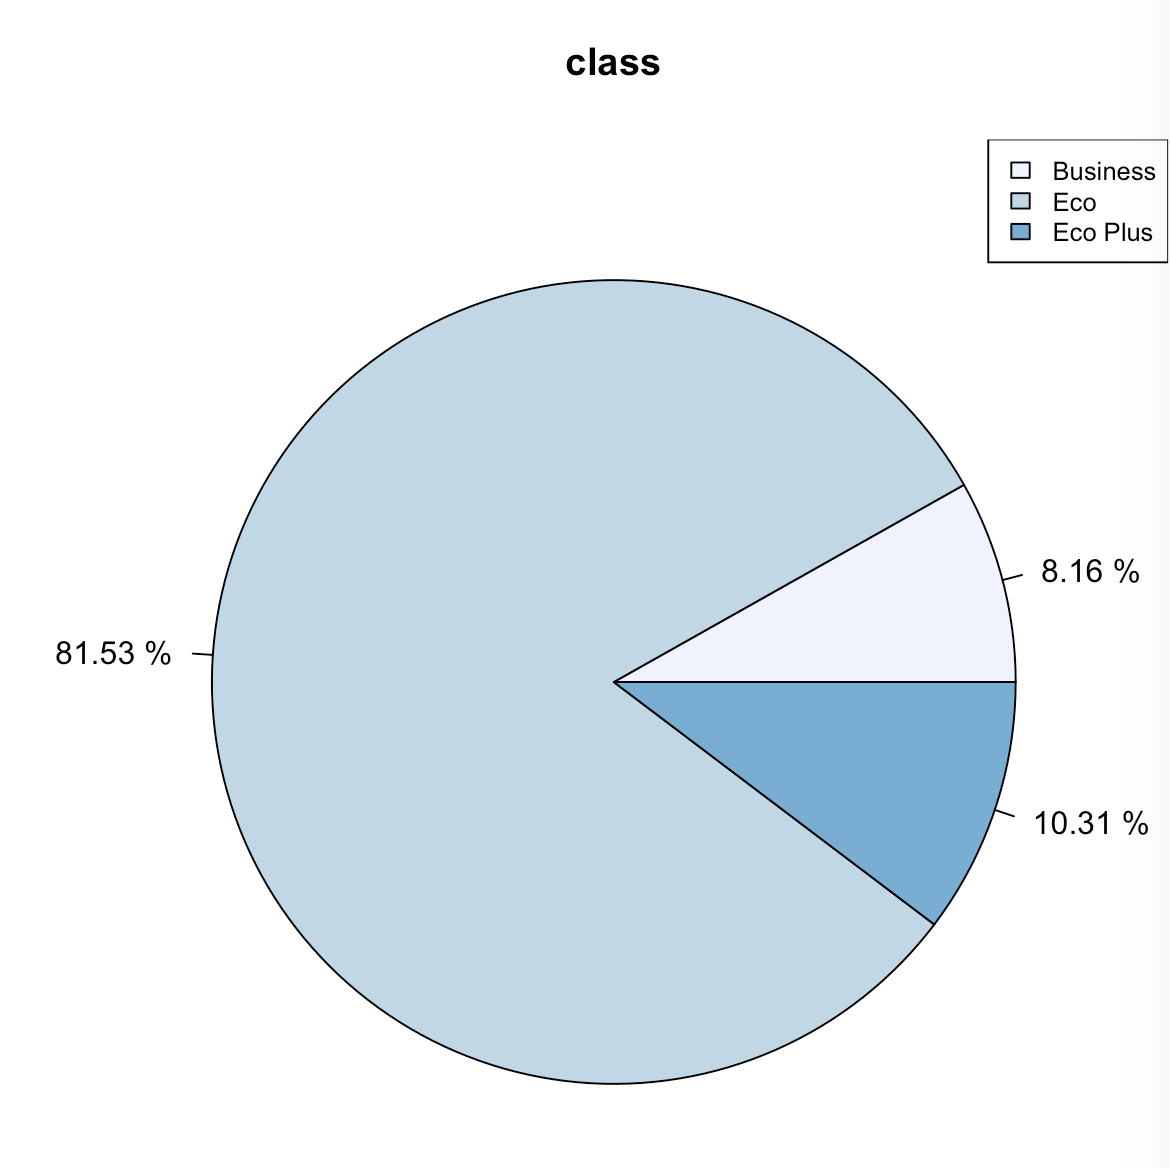 class
Business
Eco
Eco Plus
8.16 %
81.53 %
10.31 %